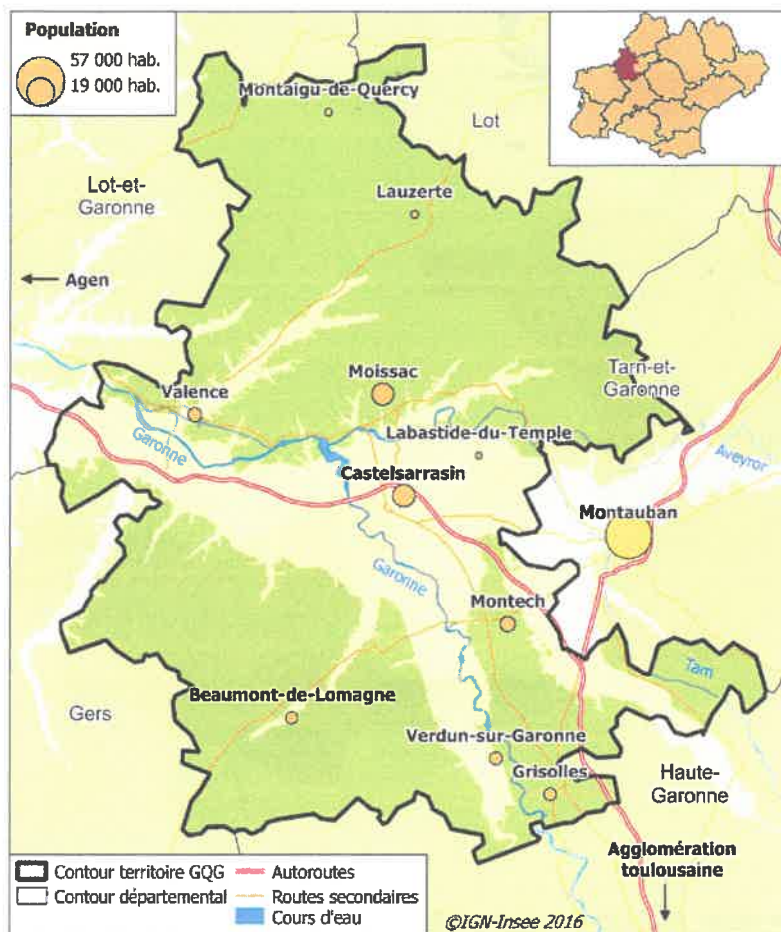 Population
57 000 hab.
19 000 hab.
Montaigu-de-Quercy
Lot
Lot-et-
Garonne
Lauzerte
Agen
Tarn-et-
Garonne
Moissac
Valence
Garonne
Labastide-du-Temple
Aveyron
Castelsarrasin
Montauban
Garonne
Montech
Tarn
Beaumont-de-Lomagne
Gers
Verdun-sur-Garonne
Grisolles
Haute-
Garonne
Agglomération
toulousaine
Contour territoire GQG
Autoroutes
Contour départemental
Routes secondaires
Cours d'eau
©IGN-Insee 2016